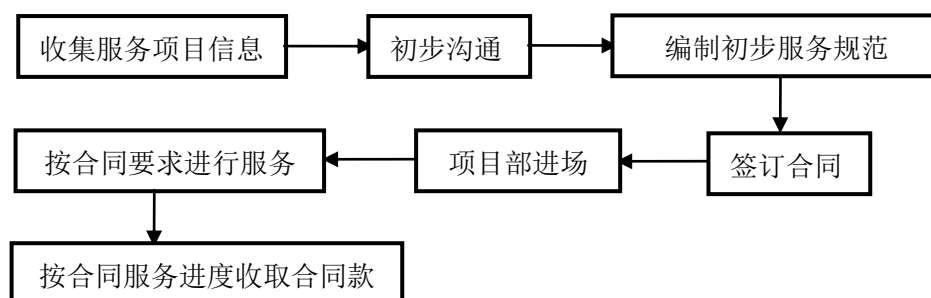 收集服务项目信息
初步沟通
编制初步服务规范
签订合同
项目部进场
按合同要求进行服务
按合同服务进度收取合同款